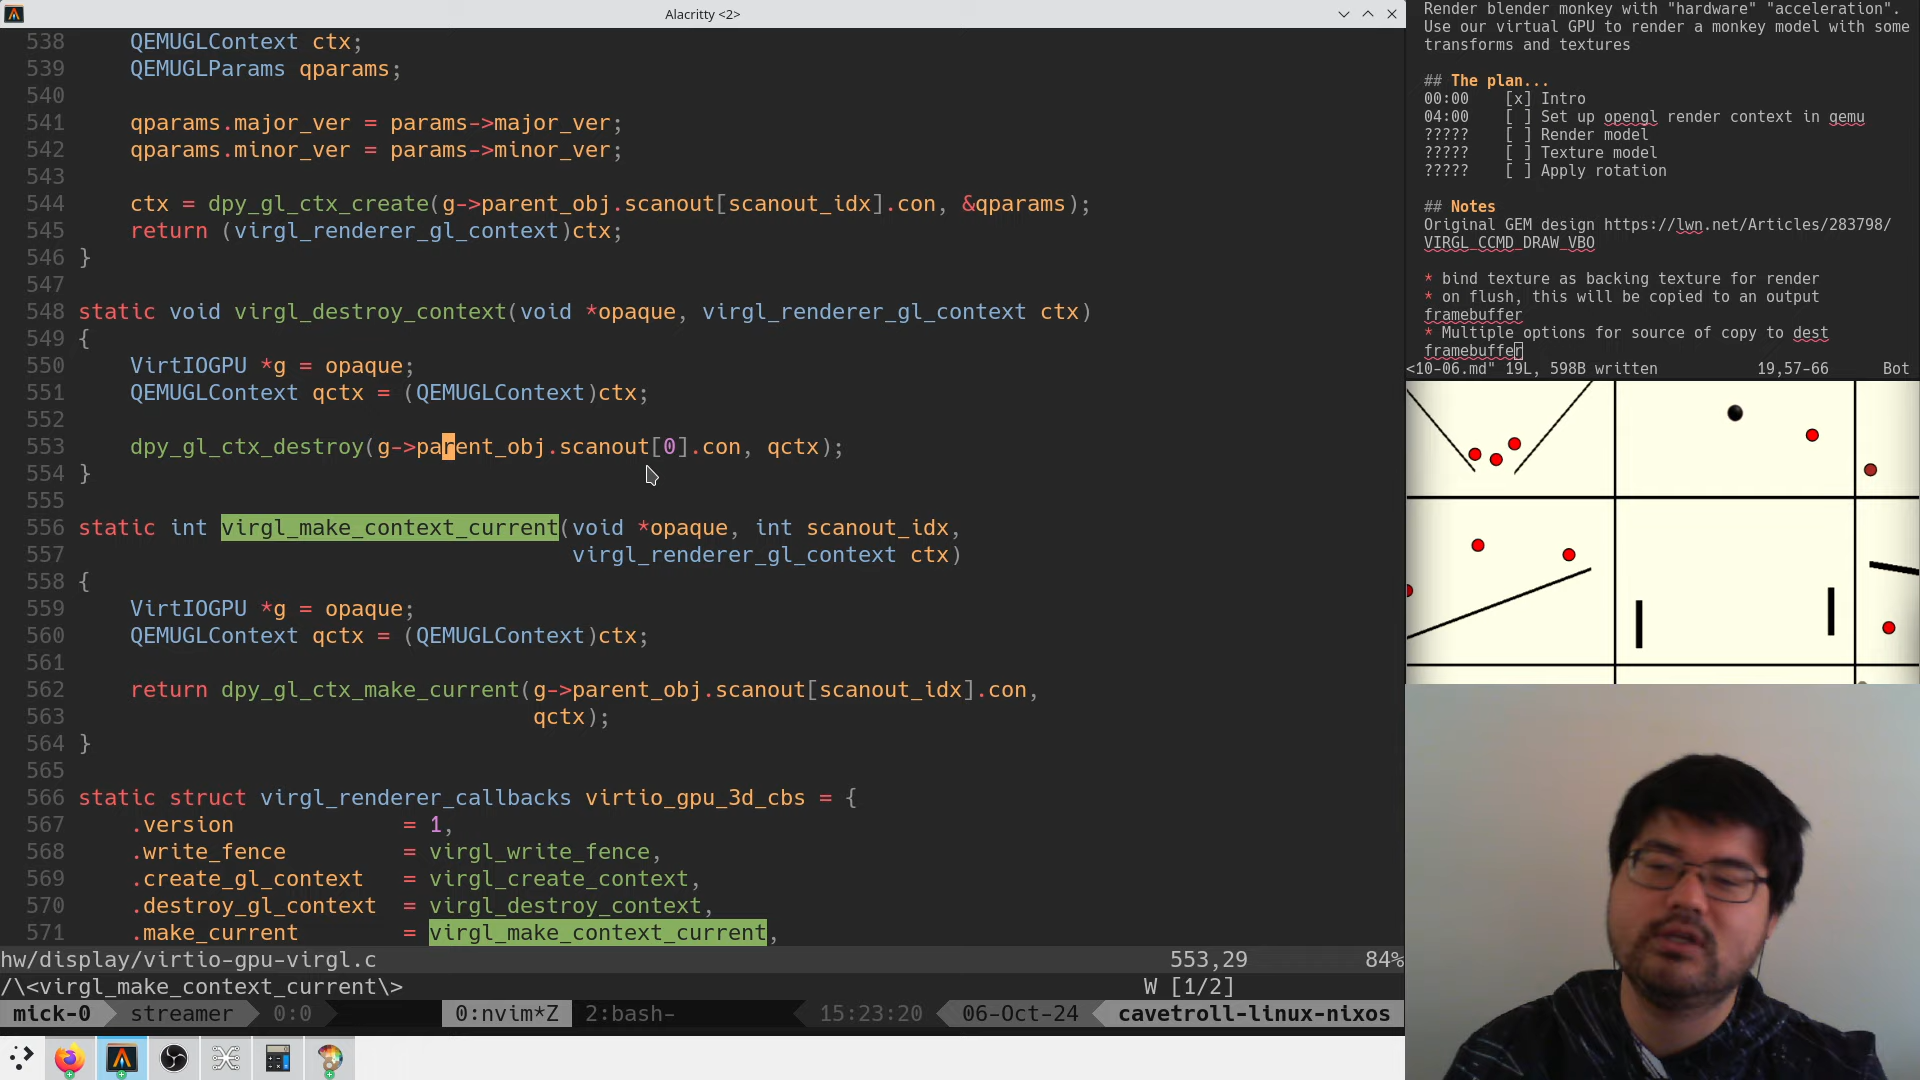 Alacritty <2>
538 QEMUGLContext ctx;
539 QEMUGLParams qparams;
540
541 qparams.major_ver = params->major_ver;
542 qparams.minor_ver = params->minor_ver;
543
544 ctx = dpy_gl_ctx_create(g->parent_obj.scanout[scanout_idx].con, &qparams);
545 return (virgl_renderer_gl_context)ctx;
546 }
547
548 static void virgl_destroy_context(void *opaque, virgl_renderer_gl_context ctx)
549 {
550 VirtIOGPU *g = opaque;
551 QEMUGLContext qctx = (QEMUGLContext)ctx;
552
553 dpy_gl_ctx_destroy(g->parent_obj.scanout[0].con, qctx);
554 }
555
556 static int virgl_make_context_current(void *opaque, int scanout_idx,
557 virgl_renderer_gl_context ctx)
558 {
559 VirtIOGPU *g = opaque;
560 QEMUGLContext qctx = (QEMUGLContext)ctx;
561
562 return dpy_gl_ctx_make_current(g->parent_obj.scanout[scanout_idx].con,
563 qctx);
564 }
565
566 static struct virgl_renderer_callbacks virtio_gpu_3d_cbs = {
567 .version = 1,
568 .write_fence = virgl_write_fence,
569 .create_gl_context = virgl_create_context,
570 .destroy_gl_context = virgl_destroy_context,
571 .make_current = virgl_make_context_current,
hw/display/virtio-gpu-virgl.c 553,29 84%
/\<virgl_make_context_current\> W [1/2]
mick-0 streamer 0:0 0:nvim*Z 2:bash- 15:23:20 06-Oct-24 cavetroll-linux-nixos
Render blender monkey with "hardware" "acceleration".
Use our virtual GPU to render a monkey model with some
transforms and textures
## The plan...
00:00 [x] Intro
04:00 [ ] Set up opengl render context in qemu
????? [ ] Render model
????? [ ] Texture model
????? [ ] Apply rotation
## Notes
Original GEM design https://lwn.net/Articles/283798/
VIRGL_CCMD_DRAW_VBO
* bind texture as backing texture for render
* on flush, this will be copied to an output
framebuffer
* Multiple options for source of copy to dest
framebuffer
<10-06.md" 19L, 598B written 19,57-66 Bot